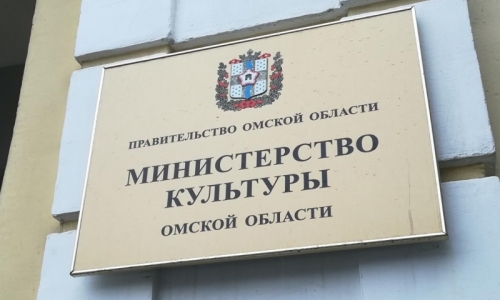 ПРАВИТЕЛЬСТВО ОМСКОЙ ОБЛАСТИ
МИНИСТЕРСТВО
КУЛЬТУРЫ
ОМСКОЙ ОБЛАСТИ